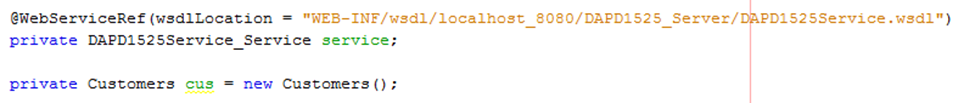 @WebServiceRef(wsdlLocation = "WEB-INF/wsdl/localhost_8080/DAPD1525_Server/DAPD1525Service.wsdl")
private DAPD1525Service_Service service;
private Customers cus = new Customers();